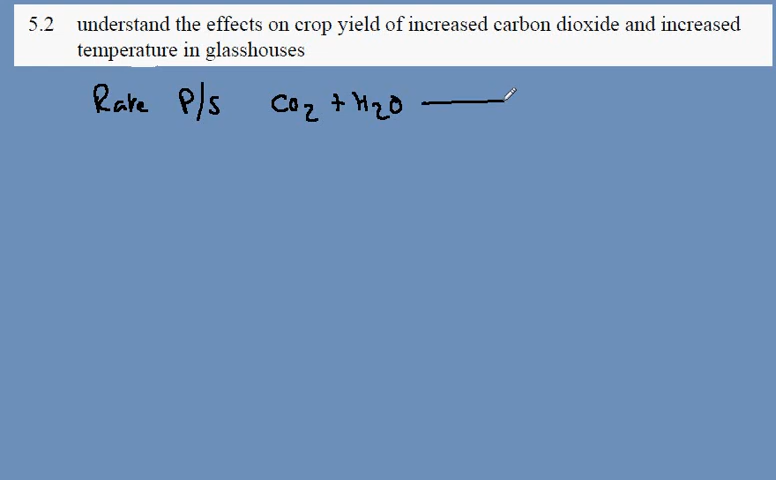 5.2 understand the effects on crop yield of increased carbon dioxide and increased
temperature in glasshouses
Rate P/S CO2 + H2O